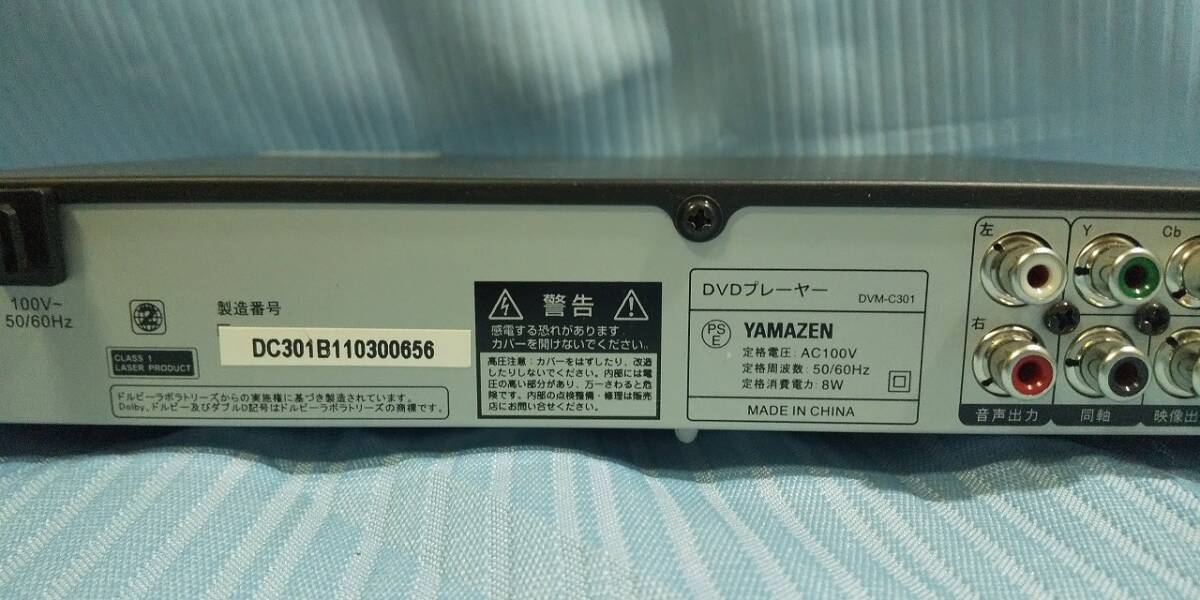 100V~
50/60Hz
2
製造番号
DC301B110300656
CLASS 1
LASER PRODUCT
ドルビーラボラトリーズからの実施権に基づき製造されています。
Dolby、ドルビー及びダブルD記号はドルビーラボラトリーズの商標です。
警告
感電する恐れがあります
カバーを開けないでください。
高圧注意：カバーをはずしたり、改造
したりしないでください。内部には電
圧の高い部分があり、万一さわると危
険です。内部の点検整備・修理は販売
店にお問い合せください。
DVDプレーヤー DVM-C301
PS
E
YAMAZEN
定格電圧：AC100V
定格周波数：50/60Hz
定格消費電力：8W
MADE IN CHINA
左 Y Cb
右
音声出力 同軸 映像出